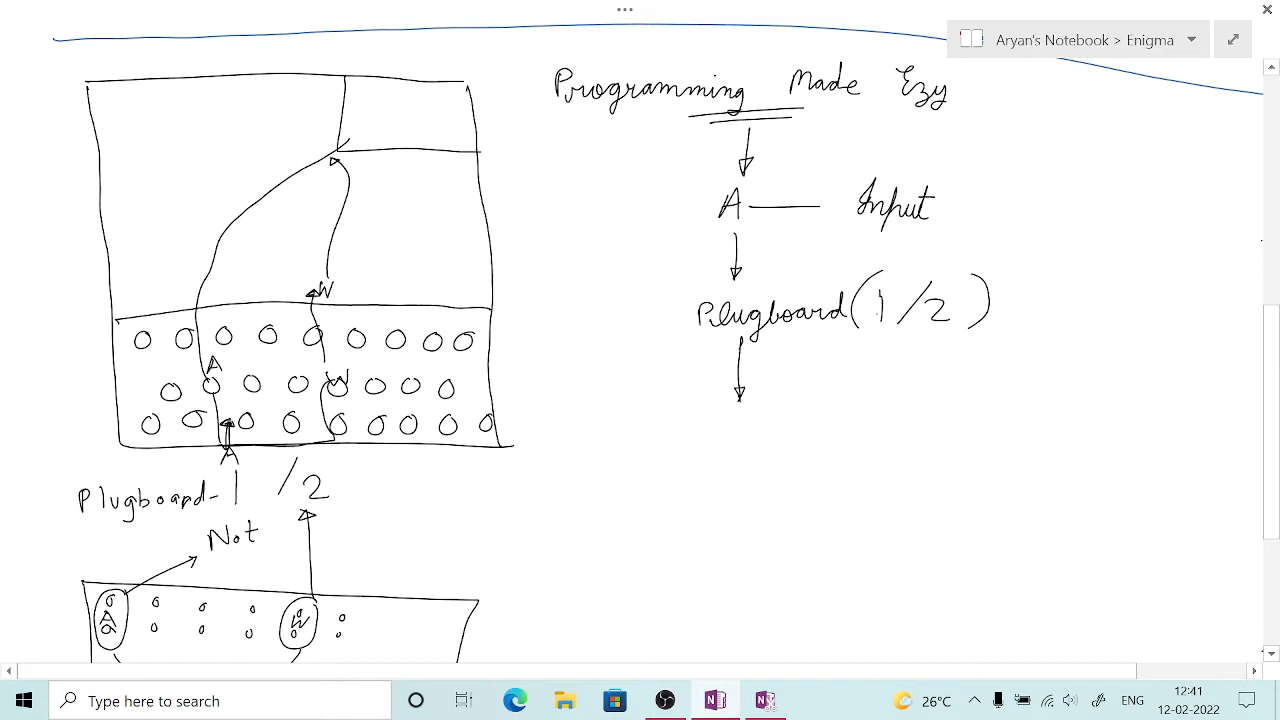 Aryan's Notebook > Enigma
Programming Made Ezy
A Input
Plugboard (1/2)
W
A
W
A
Plugboard-1 / 2
Not
A
W
Type here to search
26°C
ENG
12:41
12-02-2022